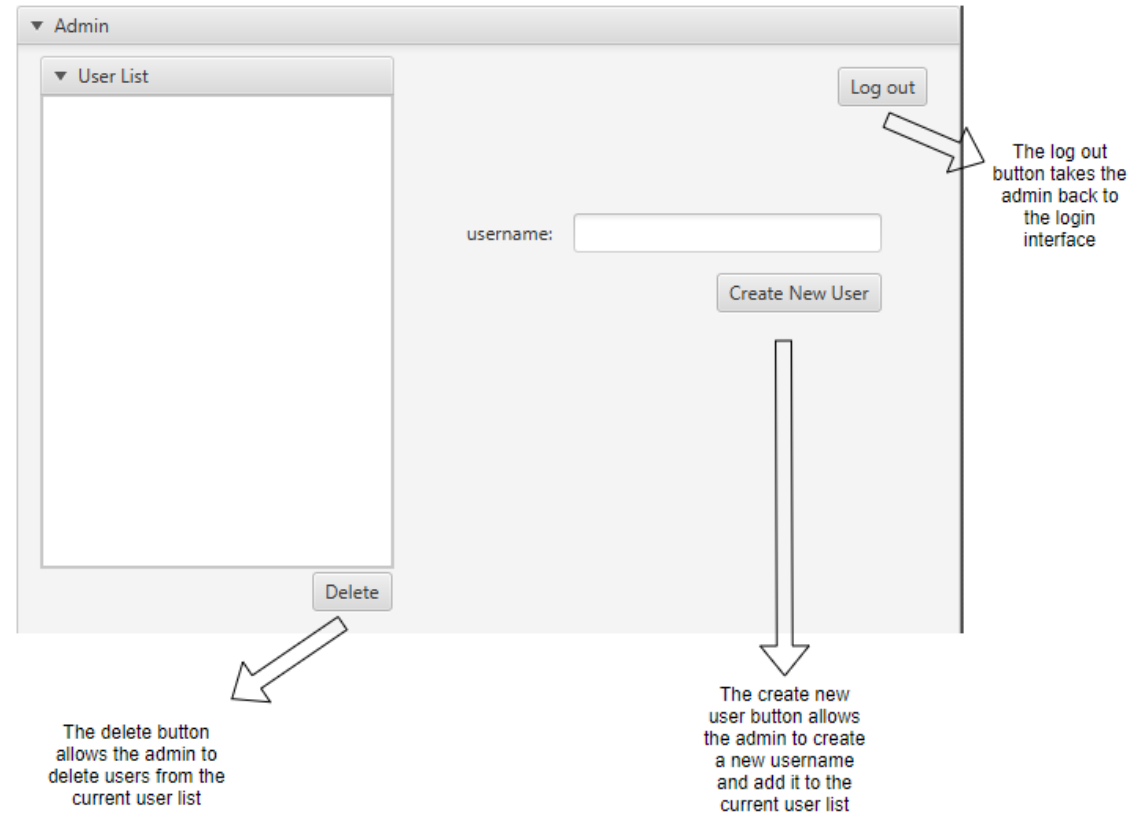 Admin
User List
Log out
The log out
button takes the
admin back to
the login
interface
username:
Create New User
Delete
The delete button
allows the admin to
delete users from the
current user list
The create new
user button allows
the admin to create
a new username
and add it to the
current user list